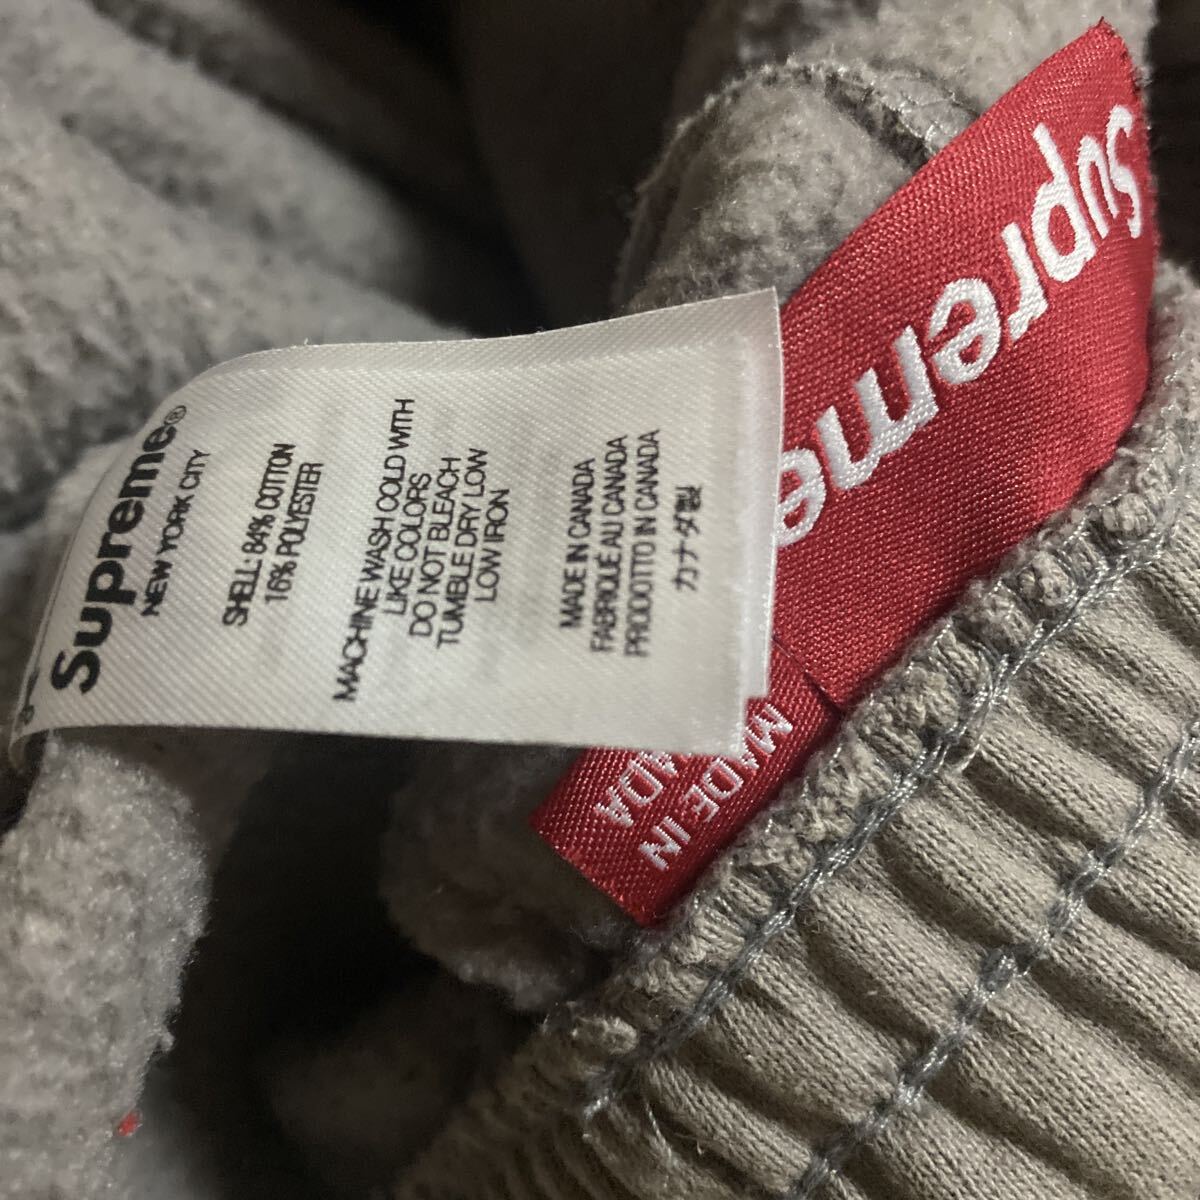 Supreme®
NEW YORK CITY
SHELL: 84% COTTON
16% POLYESTER
MACHINE WASH COLD WITH
LIKE COLORS
DO NOT BLEACH
TUMBLE DRY LOW
LOW IRON
MADE IN CANADA
FABRIQUÉ AU CANADA
PRODOTTO IN CANADA
カナダ製
Supreme
MADE IN